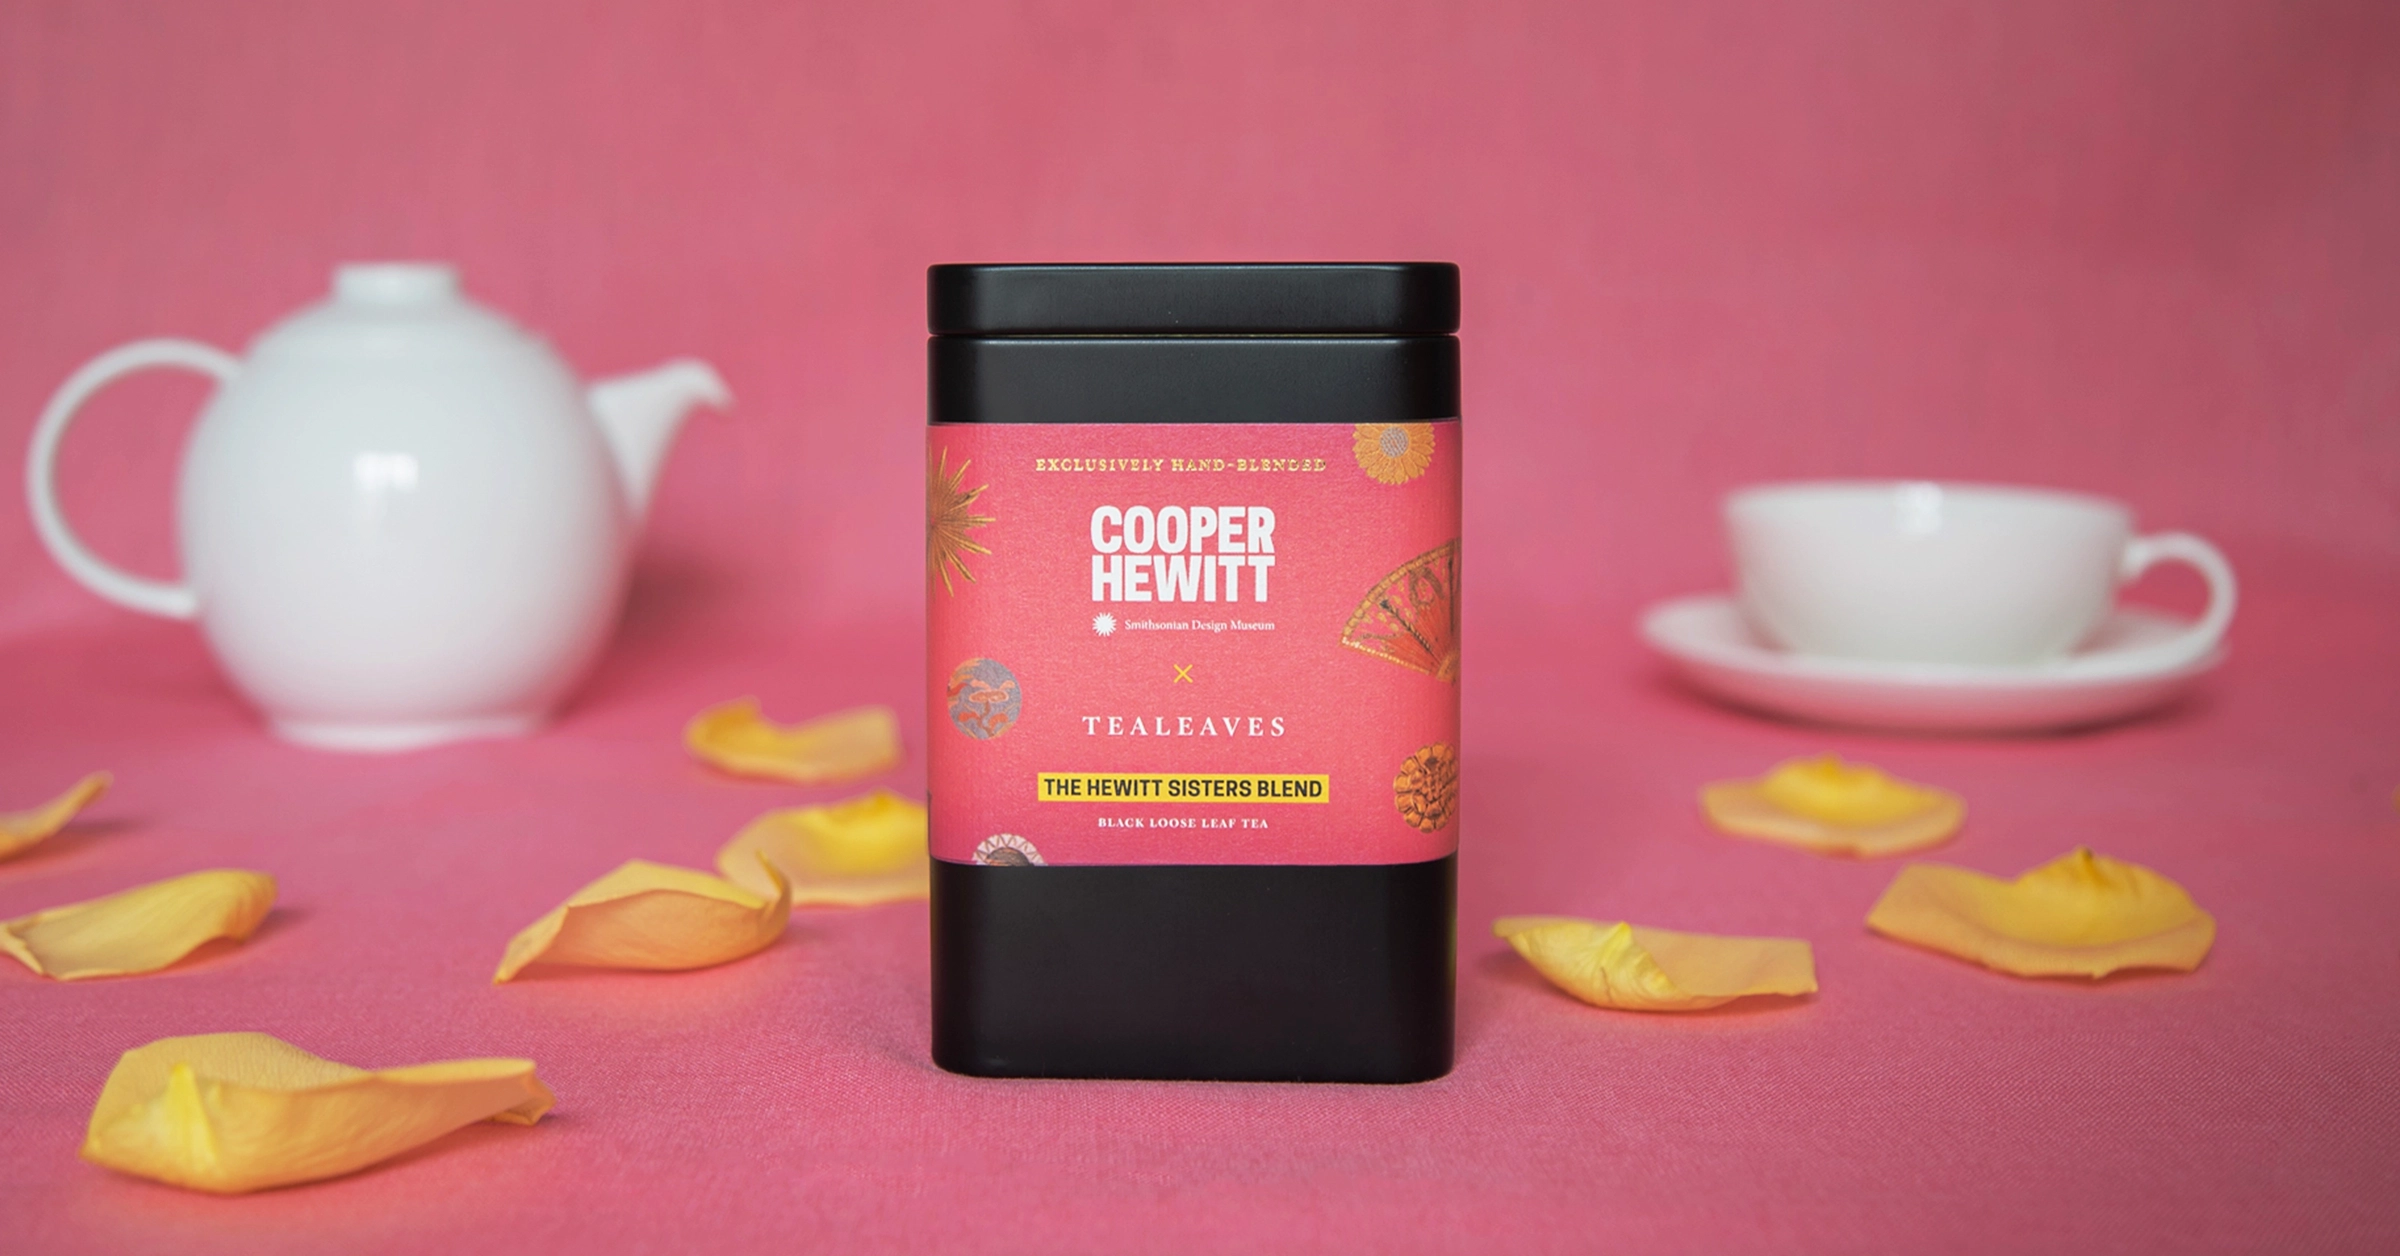 EXCLUSIVELY HAND-BLENDED
COOPER
HEWITT
Smithsonian Design Museum
×
TEALEAVES
THE HEWITT SISTERS BLEND
BLACK LOOSE LEAF TEA